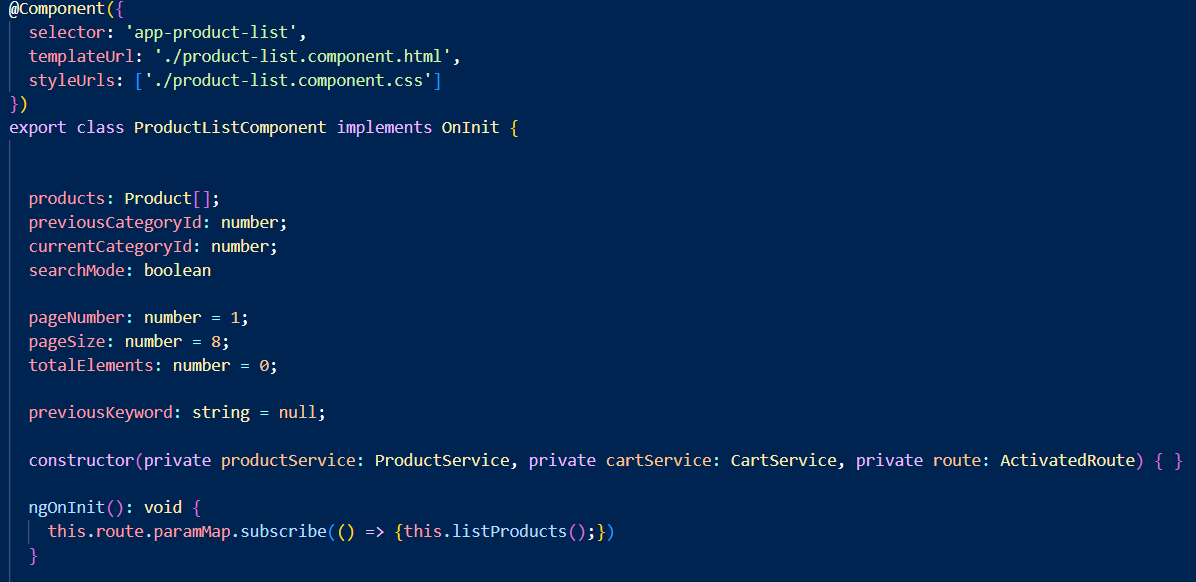 @Component({
  selector: 'app-product-list',
  templateUrl: './product-list.component.html',
  styleUrls: ['./product-list.component.css']
})
export class ProductListComponent implements OnInit {
  products: Product[];
  previousCategoryId: number;
  currentCategoryId: number;
  searchMode: boolean
  pageNumber: number = 1;
  pageSize: number = 8;
  totalElements: number = 0;
  previousKeyword: string = null;
  constructor(private productService: ProductService, private cartService: CartService, private route: ActivatedRoute) { }
  ngOnInit(): void {
    this.route.paramMap.subscribe(() => {this.listProducts();})
  }